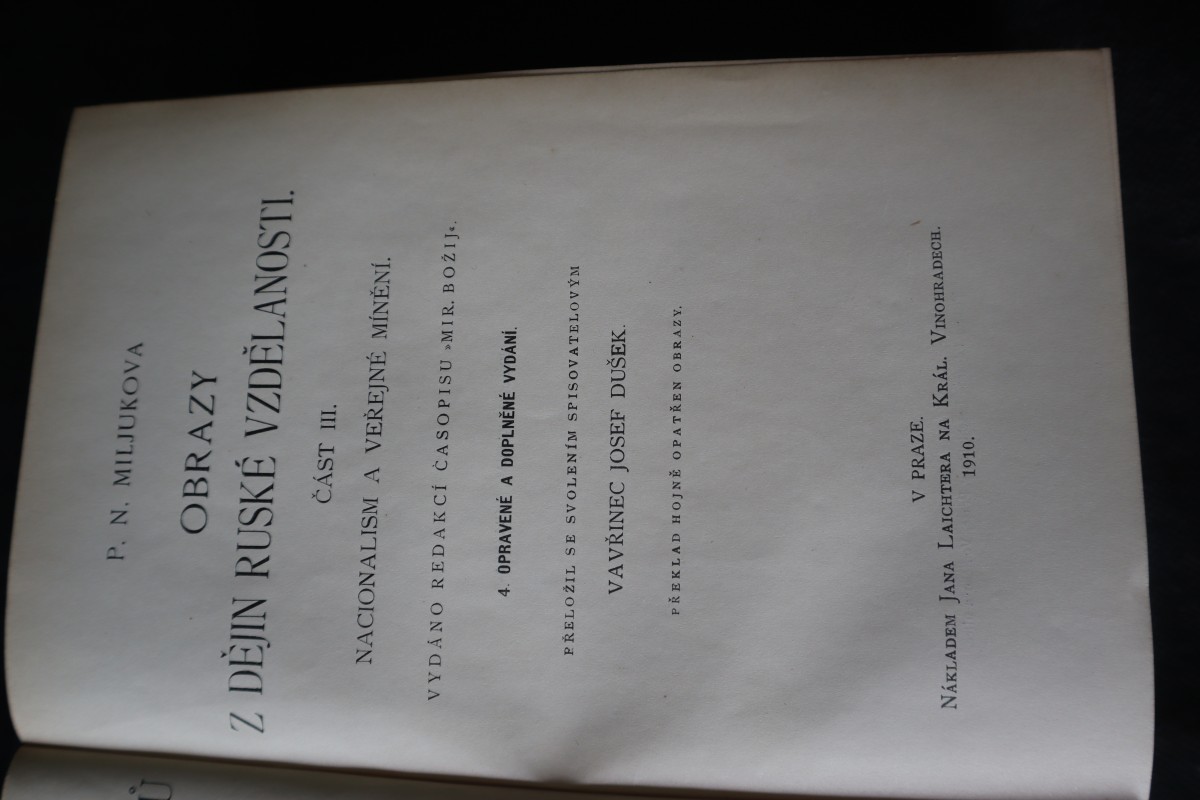 P. N. MILJUKOVA
OBRAZY
Z DĚJIN RUSKÉ VZDĚLANOSTI.
ČÁST III.
NACIONALISM A VEŘEJNÉ MÍNĚNÍ.
VYDÁNO REDAKCÍ ČASOPISU »MIR. BOŽIJ«.
4. OPRAVENÉ A DOPLNĚNÉ VYDÁNÍ.
PŘELOŽIL SE SVOLENÍM SPISOVATELOVÝM
VAVŘINEC JOSEF DUŠEK.
PŘEKLAD HOJNĚ OPATŘEN OBRAZY.
V PRAZE.
NÁKLADEM JANA LAICHTERA NA KRÁL. VINOHRADECH.
1910.
Ů